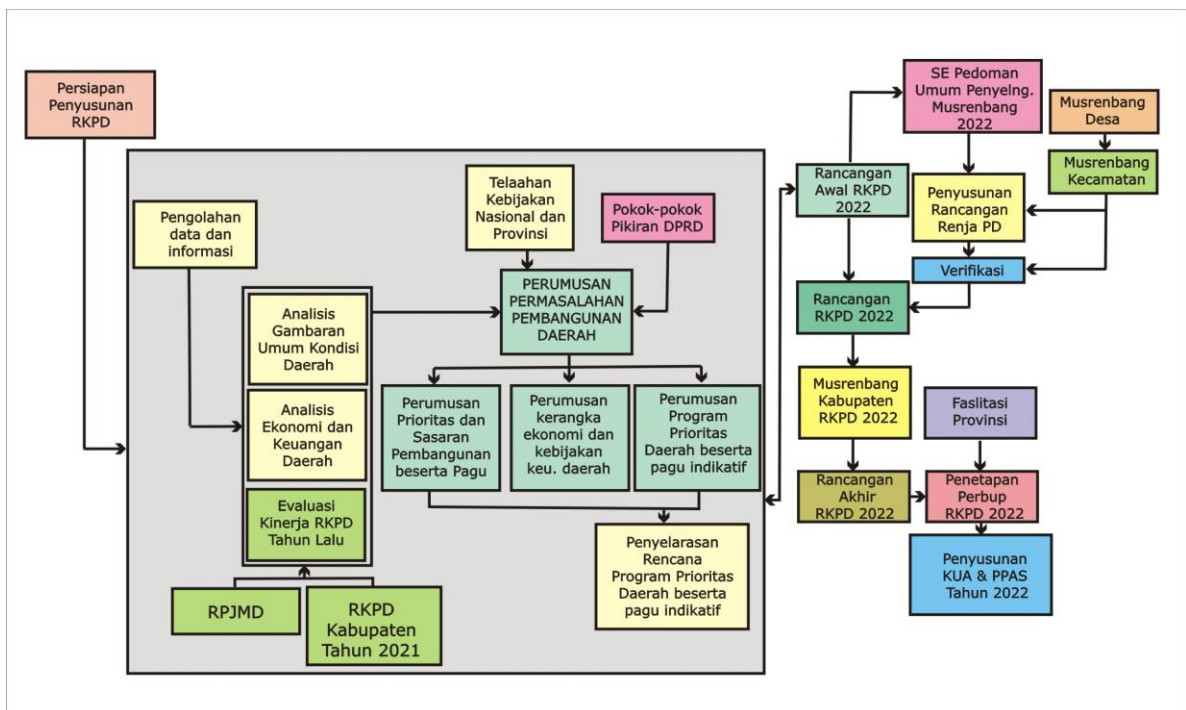 Persiapan
Penyusunan
RKPD
Pengolahan
data dan
informasi
Telaahan
Kebijakan
Nasional dan
Provinsi
Pokok-pokok
Pikiran DPRD
Analisis
Gambaran
Umum Kondisi
Daerah
PERUMUSAN
PERMASALAHAN
PEMBANGUNAN
DAERAH
Analisis
Ekonomi dan
Keuangan
Daerah
Perumusan
Prioritas dan
Sasaran
Pembangunan
beserta Pagu
Perumusan
kerangka
ekonomi dan
kebijakan
keu. daerah
Perumusan
Program
Prioritas
Daerah beserta
pagu indikatif
Evaluasi
Kinerja RKPD
Tahun Lalu
Penyelarasan
Rencana
Program Prioritas
Daerah beserta
pagu indikatif
RPJMD
RKPD
Kabupaten
Tahun 2021
SE Pedoman
Umum Penyelng.
Musrenbang
2022
Musrenbang
Desa
Rancangan
Awal RKPD
2022
Penyusunan
Rancangan
Renja PD
Musrenbang
Kecamatan
Verifikasi
Rancangan
RKPD 2022
Musrenbang
Kabupaten
RKPD 2022
Faslitasi
Provinsi
Rancangan
Akhir
RKPD 2022
Penetapan
Perbup
RKPD 2022
Penyusunan
KUA & PPAS
Tahun 2022